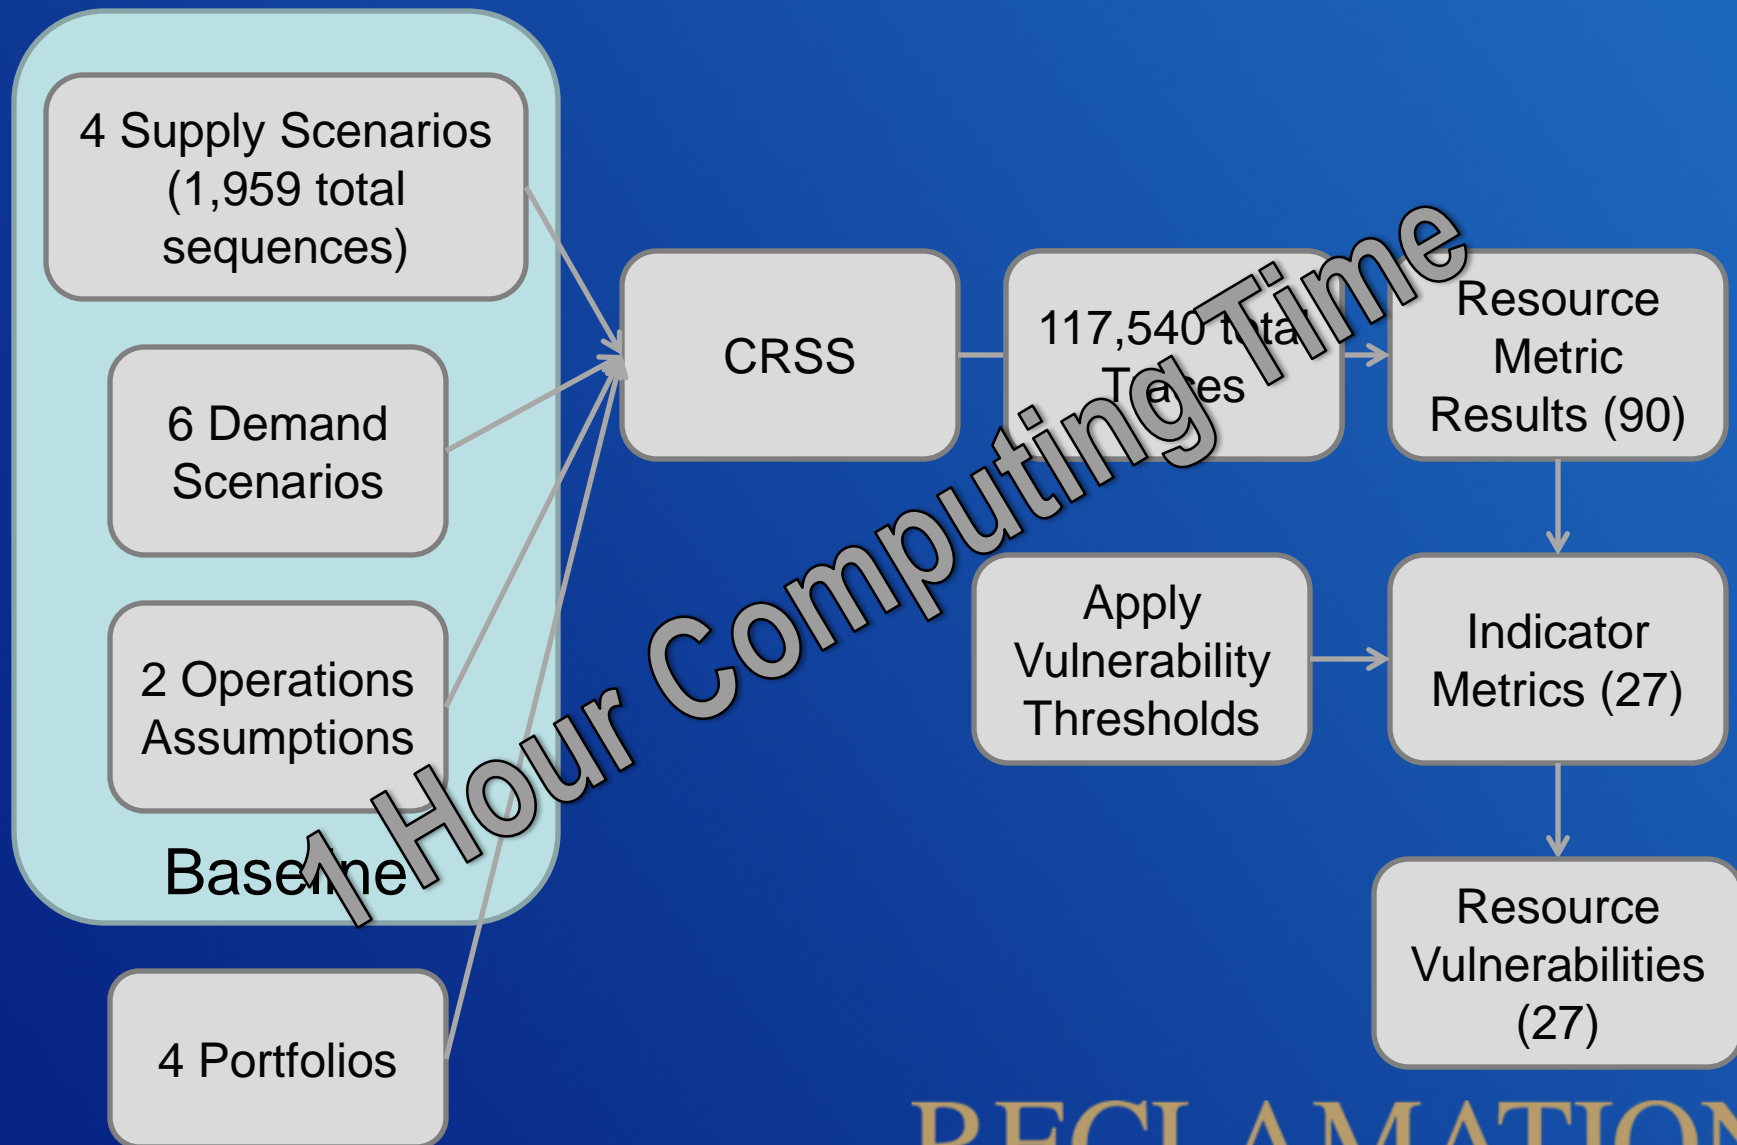 4 Supply Scenarios
(1,959 total
sequences)
6 Demand
Scenarios
2 Operations
Assumptions
Baseline
4 Portfolios
CRSS
117,540 total
Traces
Resource
Metric
Results (90)
Apply
Vulnerability
Thresholds
Indicator
Metrics (27)
Resource
Vulnerabilities
(27)
1 Hour Computing Time
RECLAMATION